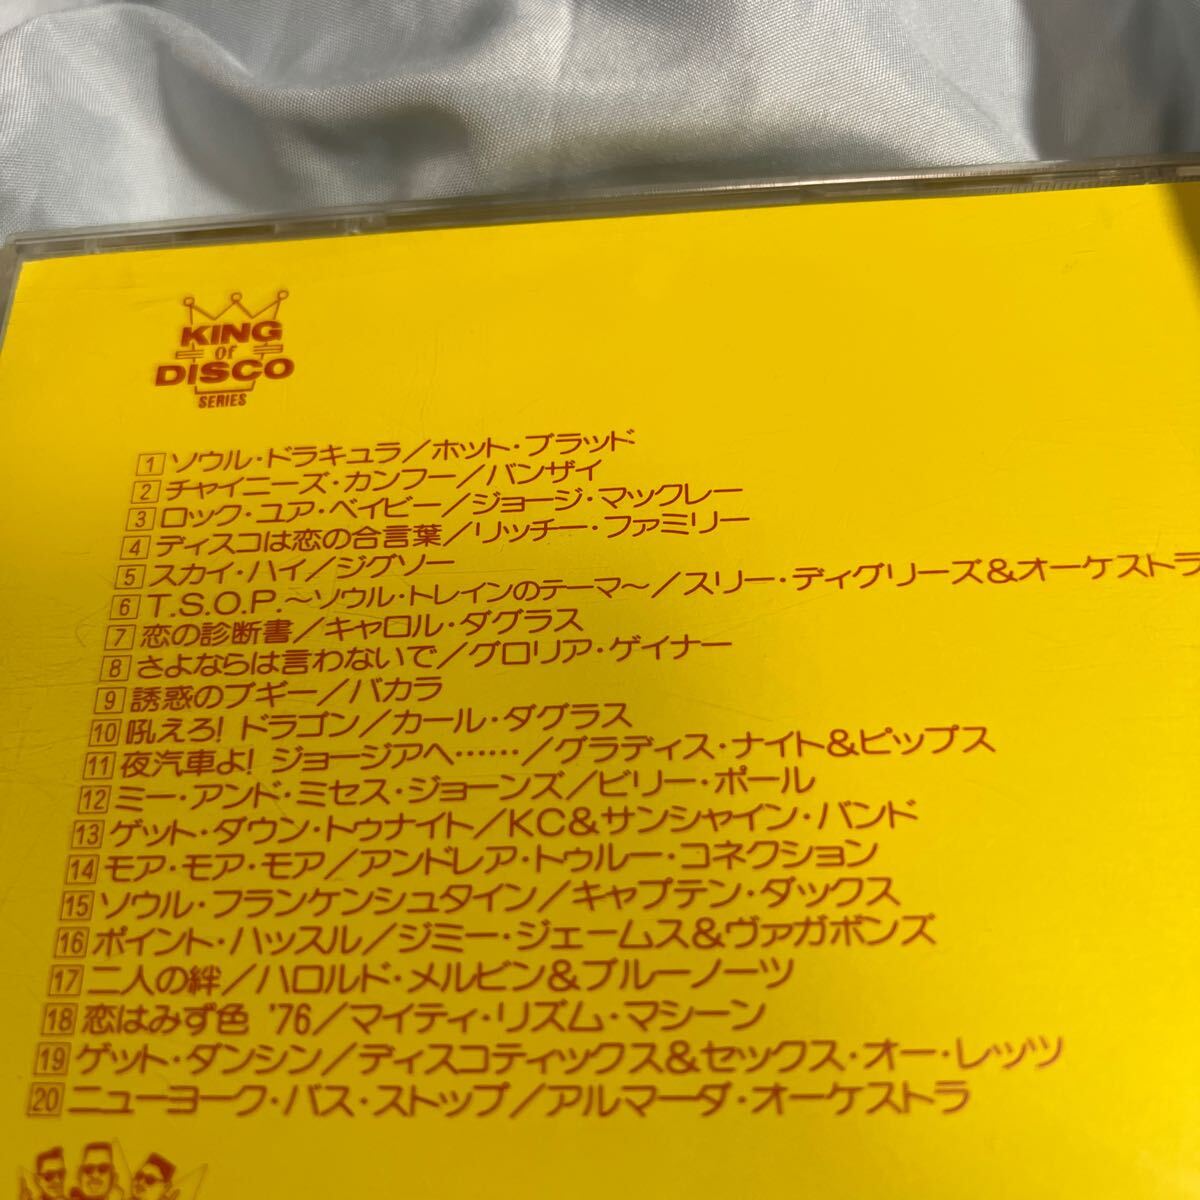 KING
of
DISCO
SERIES
1 ソウル・ドラキュラ/ホット・ブラッド
2 チャイニーズ・カンフー/バンザイ
3 ロック・ユア・ベイビー/ジョージ・マックレー
4 ディスコは恋の合言葉/リッチー・ファミリー
5 スカイ・ハイ/ジグソー
6 T.S.O.P.～ソウル・トレインのテーマ～/スリー・ディグリーズ&オーケストラ
7 恋の診断書/キャロル・ダグラス
8 さよならは言わないで/グロリア・ゲイナー
9 誘惑のブギー/バカラ
10 吼えろ! ドラゴン/カール・ダグラス
11 夜汽車よ! ジョージアへ……/グラディス・ナイト&ピップス
12 ミー・アンド・ミセス・ジョーンズ/ビリー・ポール
13 ゲット・ダウン・トゥナイト/KC&サンシャイン・バンド
14 モア・モア・モア/アンドレア・トゥルー・コネクション
15 ソウル・フランケンシュタイン/キャプテン・ダックス
16 ポイント・ハッスル/ジミー・ジェームス&ヴァガボンズ
17 二人の絆/ハロルド・メルビン&ブルーノーツ
18 恋はみず色 '76/マイティ・リズム・マシーン
19 ゲット・ダンシン/ディスコティックス&セックス・オー・レッツ
20 ニューヨーク・バス・ストップ/アルマーダ・オーケストラ